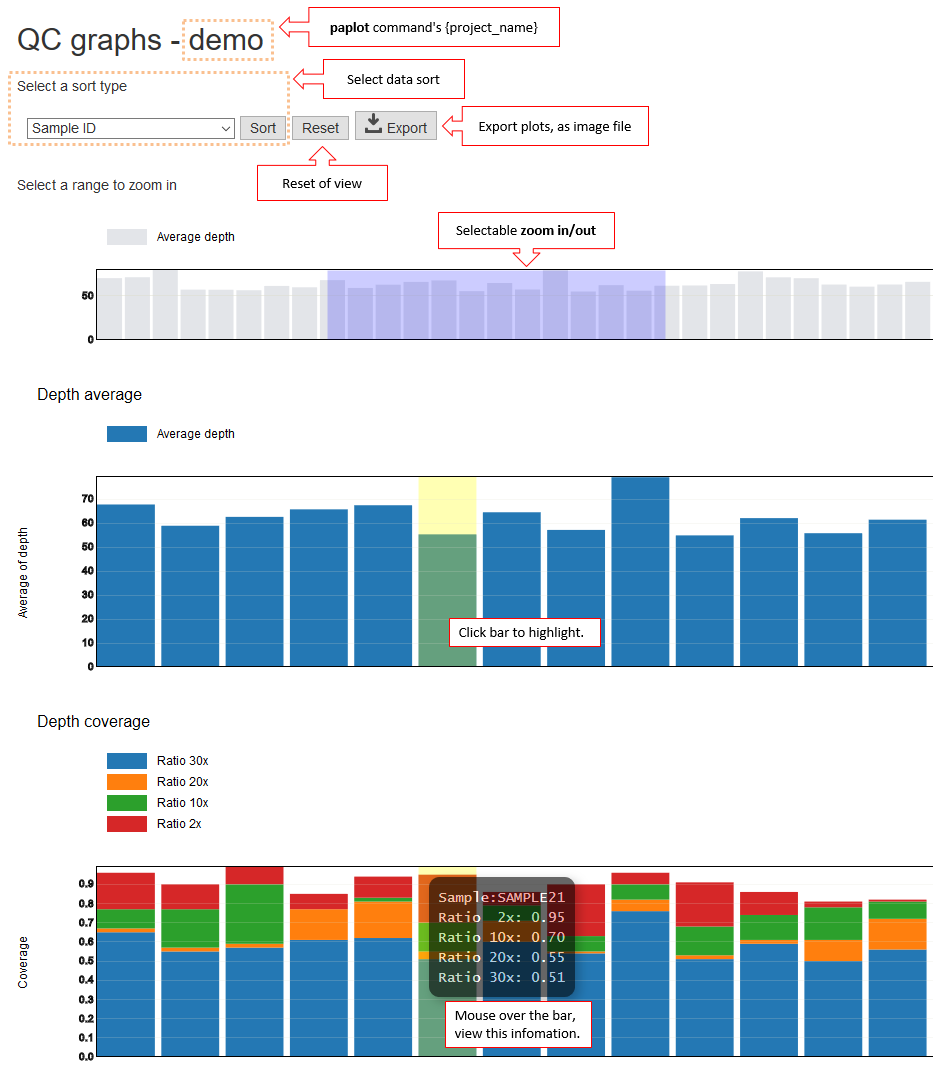 QC graphs - demo
paplot command's {project_name}
Select a sort type
Select data sort
Sample ID
Sort
Reset
Export
Export plots, as image file
Reset of view
Select a range to zoom in
Selectable zoom in/out
Average depth
50
0
Depth average
Average depth
Average of depth
70
60
50
40
30
20
10
0
Click bar to highlight.
Depth coverage
Ratio 30x
Ratio 20x
Ratio 10x
Ratio 2x
Coverage
0.9
0.8
0.7
0.6
0.5
0.4
0.3
0.2
0.1
0.0
Sample:SAMPLE21
Ratio  2x: 0.95
Ratio 10x: 0.70
Ratio 20x: 0.55
Ratio 30x: 0.51
Mouse over the bar,
view this infomation.